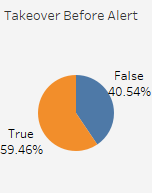 Takeover Before Alert
False
40.54%
True
59.46%